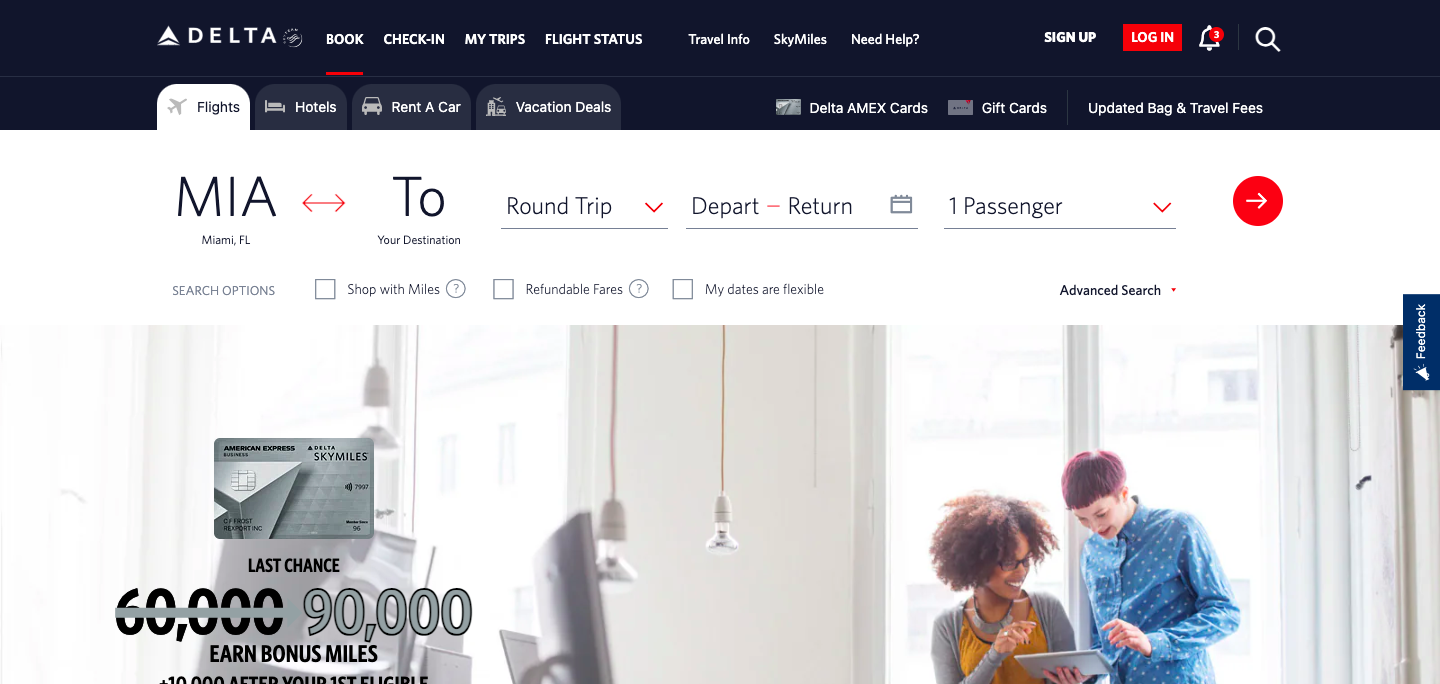 DELTA
BOOK
CHECK-IN
MY TRIPS
FLIGHT STATUS
Travel Info
SkyMiles
Need Help?
SIGN UP
LOG IN
3
Flights
Hotels
Rent A Car
Vacation Deals
Delta AMEX Cards
Gift Cards
Updated Bag & Travel Fees
MIA
Miami, FL
To
Your Destination
Round Trip
Depart – Return
1 Passenger
SEARCH OPTIONS
Shop with Miles ?
Refundable Fares ?
My dates are flexible
Advanced Search
Feedback
AMERICAN EXPRESS
BUSINESS
DELTA
SKYMILES
7997
C F FROST
REXPORT INC
Member Since
96
LAST CHANCE
60,000 90,000
EARN BONUS MILES
+10,000 AFTER YOUR 1ST ELIGIBLE